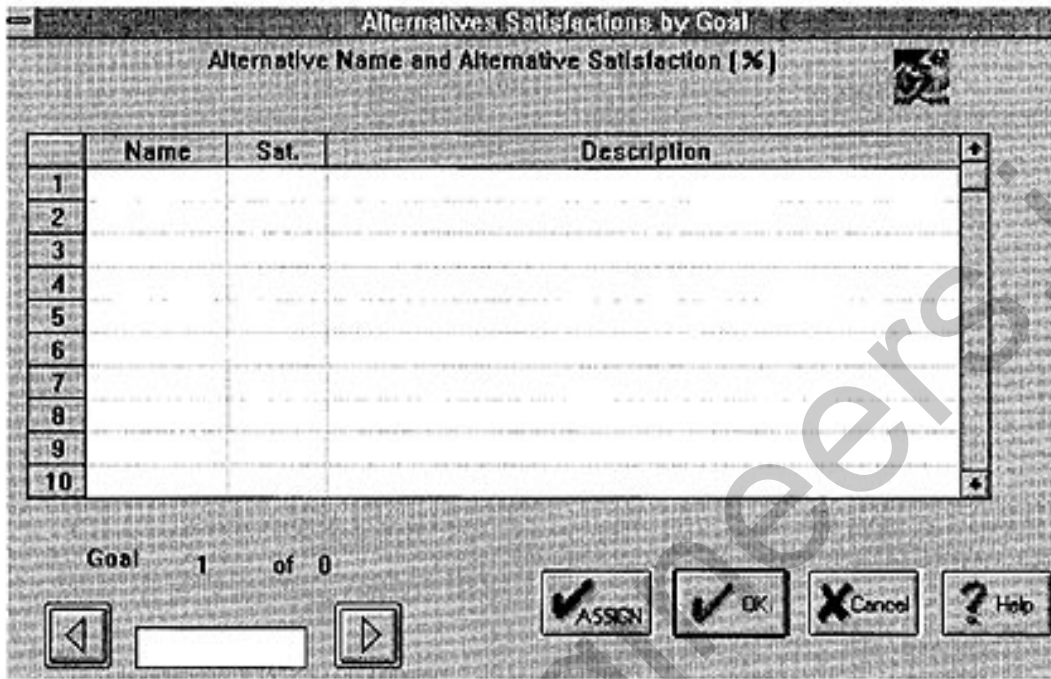 Alternatives Satisfactions by Goal
Alternative Name and Alternative Satisfaction (%)
Name Sat. Description
1
2
3
4
5
6
7
8
9
10
Goal 1 of 0
ASSIGN OK Cancel Help